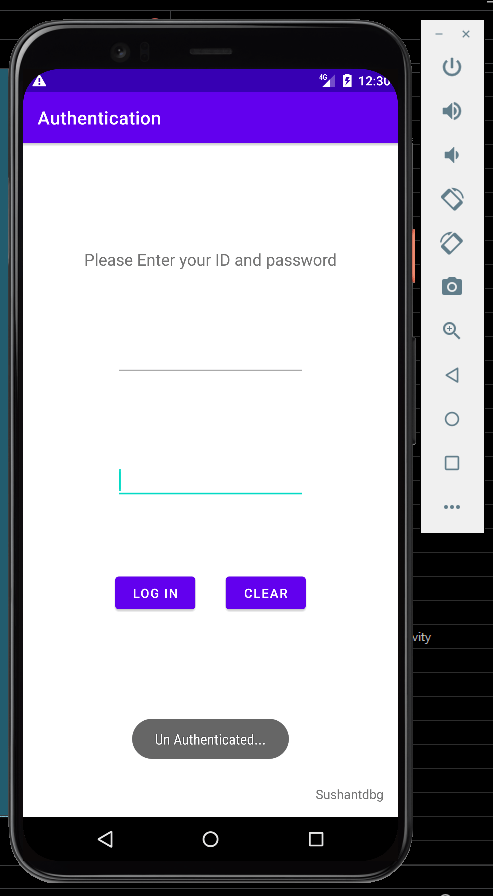 4G
12:30
Authentication
Please Enter your ID and password
LOG IN
CLEAR
Un Authenticated...
Sushantdbg
vity